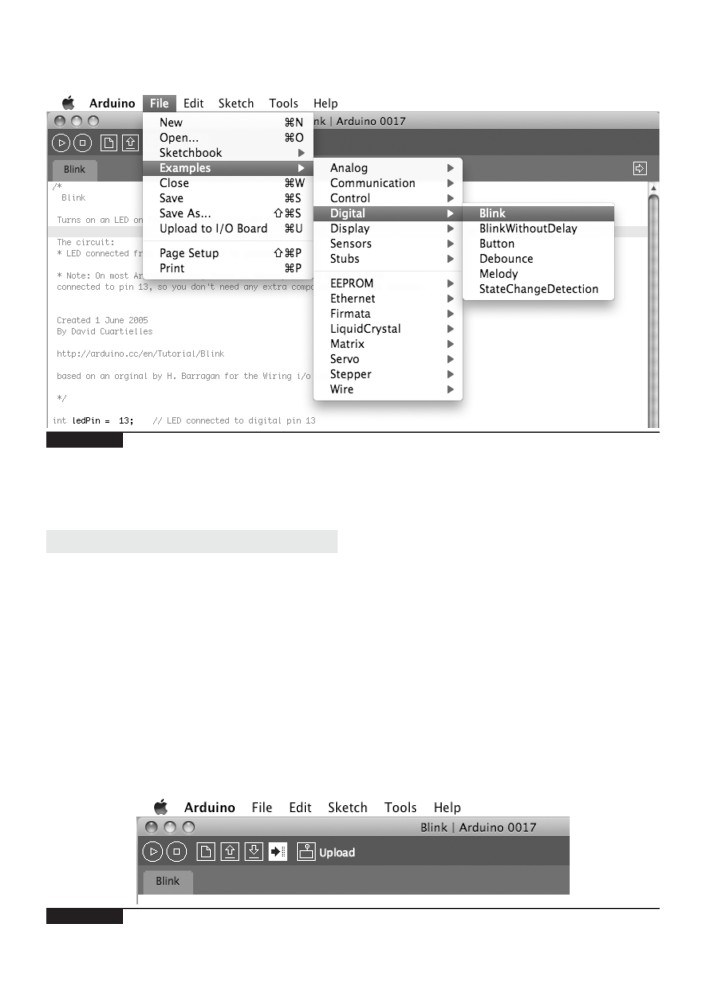 Arduino File Edit Sketch Tools Help
nk | Arduino 0017
New ⌘N
Open... ⌘O
Sketchbook
Examples
Close ⌘W
Save ⌘S
Save As... ⇧⌘S
Upload to I/O Board ⌘U
Page Setup ⇧⌘P
Print ⌘P
Analog
Communication
Control
Digital
Display
Sensors
Stubs
EEPROM
Ethernet
Firmata
LiquidCrystal
Matrix
Servo
Stepper
Wire
Blink
BlinkWithoutDelay
Button
Debounce
Melody
StateChangeDetection
Blink
/*
Blink
Turns on an LED on
The circuit:
* LED connected fr
* Note: On most Ar
connected to pin 13, so you don't need any extra compo
Created 1 June 2005
By David Cuartielles
http://arduino.cc/en/Tutorial/Blink
based on an orginal by H. Barragan for the Wiring i/o
*/
int ledPin = 13; // LED connected to digital pin 13
Arduino File Edit Sketch Tools Help
Blink | Arduino 0017
Upload
Blink